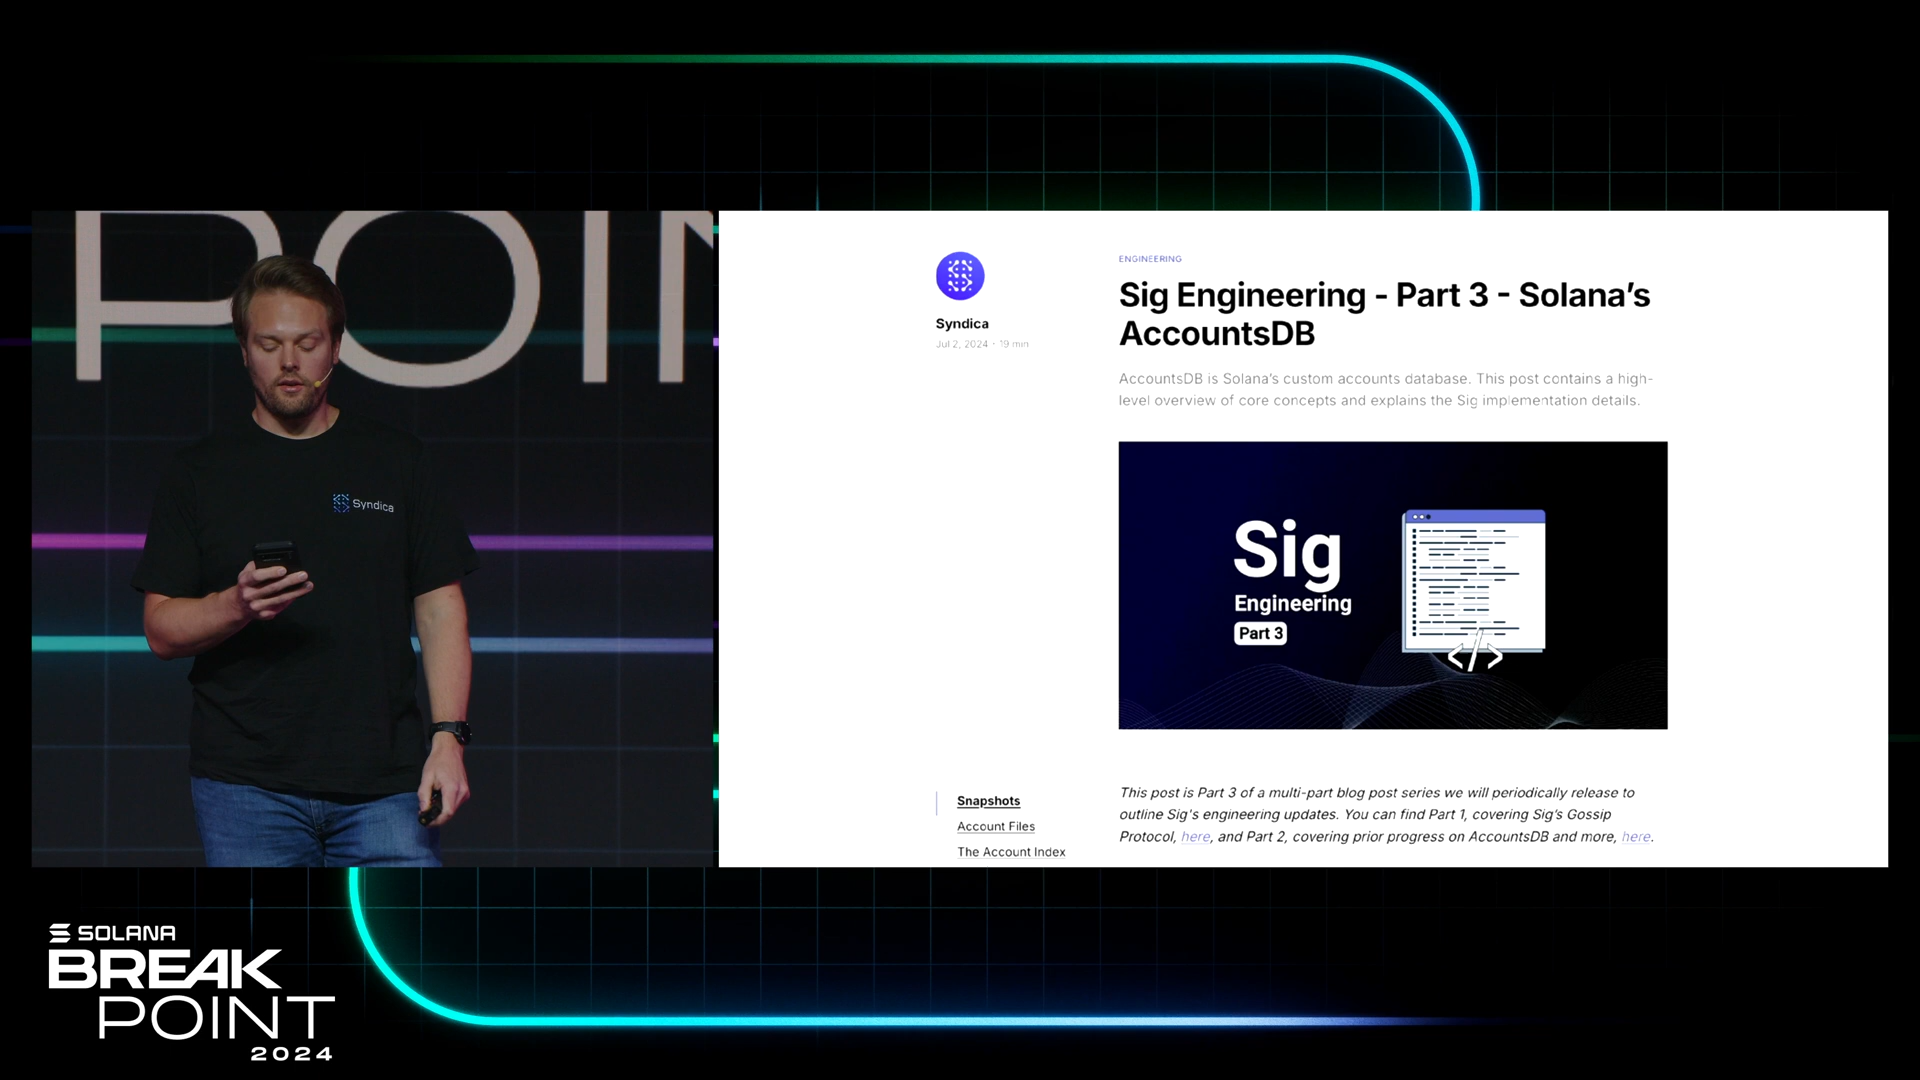 POIN
Syndica
Syndica
Jul 2, 2024 · 19 min
ENGINEERING
Sig Engineering - Part 3 - Solana’s
AccountsDB
AccountsDB is Solana’s custom accounts database. This post contains a high-
level overview of core concepts and explains the Sig implementation details.
Sig
Engineering
Part 3
</>
Snapshots
Account Files
The Account Index
This post is Part 3 of a multi-part blog post series we will periodically release to
outline Sig's engineering updates. You can find Part 1, covering Sig’s Gossip
Protocol, here, and Part 2, covering prior progress on AccountsDB and more, here.
SOLANA
BREAK
POINT
2024